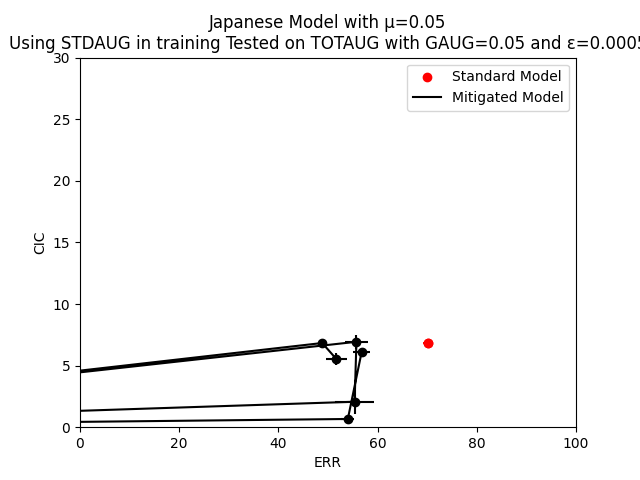 Japanese Model with μ=0.05
Using STDAUG in training Tested on TOTAUG with GAUG=0.05 and ε=0.0005
Standard Model
Mitigated Model
30
25
20
15
10
5
0
CIC
0 20 40 60 80 100
ERR